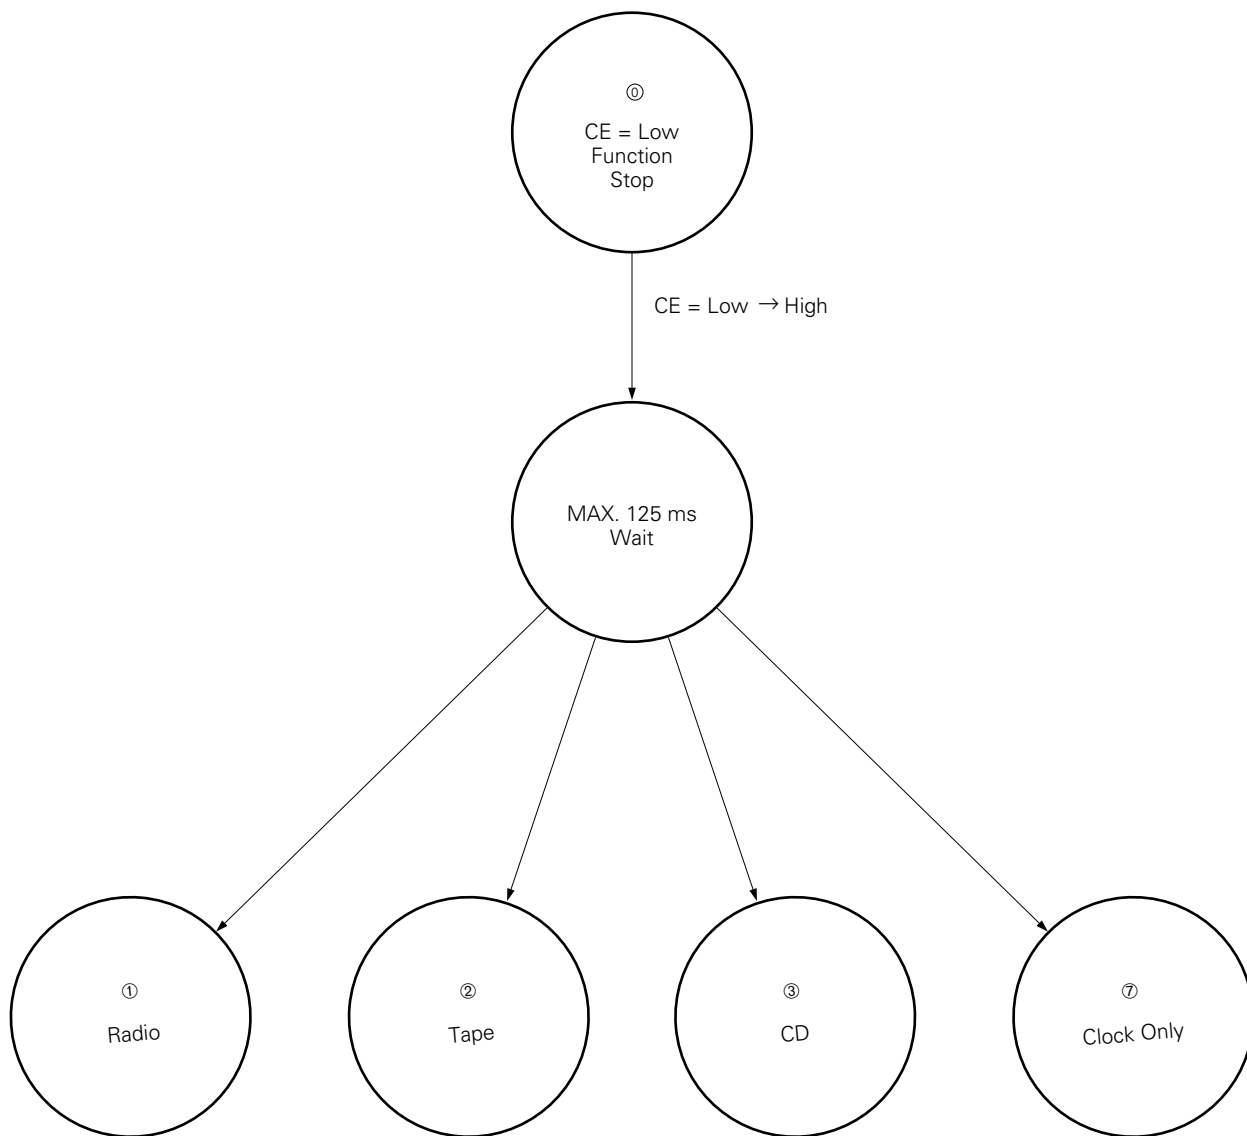 ⓪
CE = Low
Function
Stop
CE = Low → High
MAX. 125 ms
Wait
①
Radio
②
Tape
③
CD
⑦
Clock Only